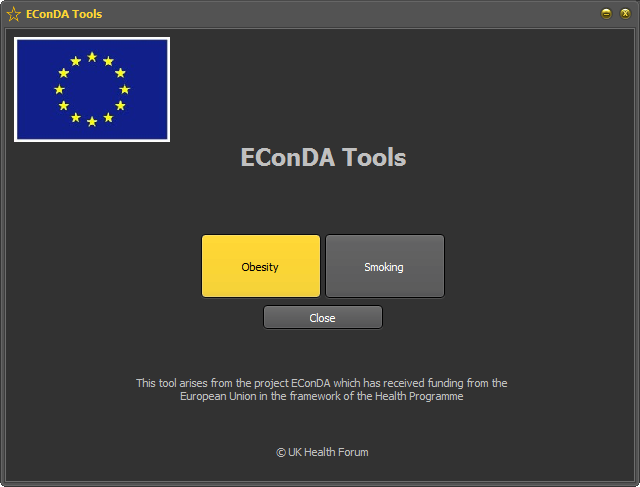 EConDA Tools
EConDA Tools
Obesity
Smoking
Close
This tool arises from the project EConDA which has received funding from the
European Union in the framework of the Health Programme
© UK Health Forum